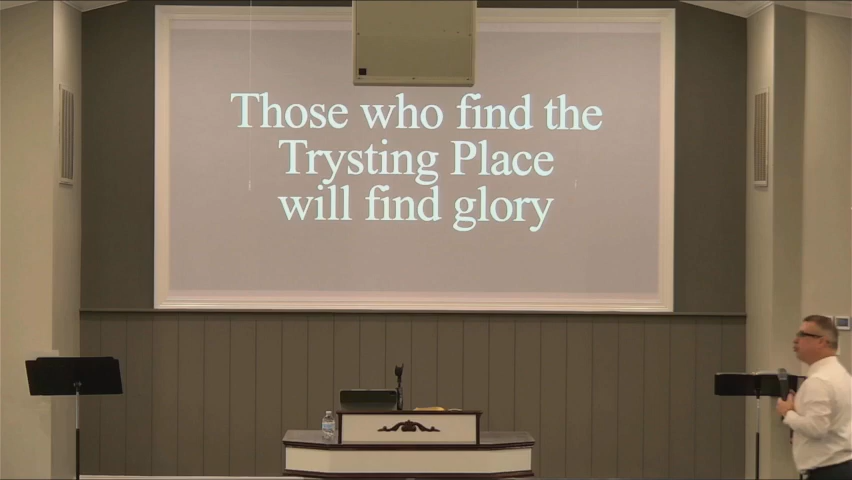 Those who find the
Trysting Place
will find glory